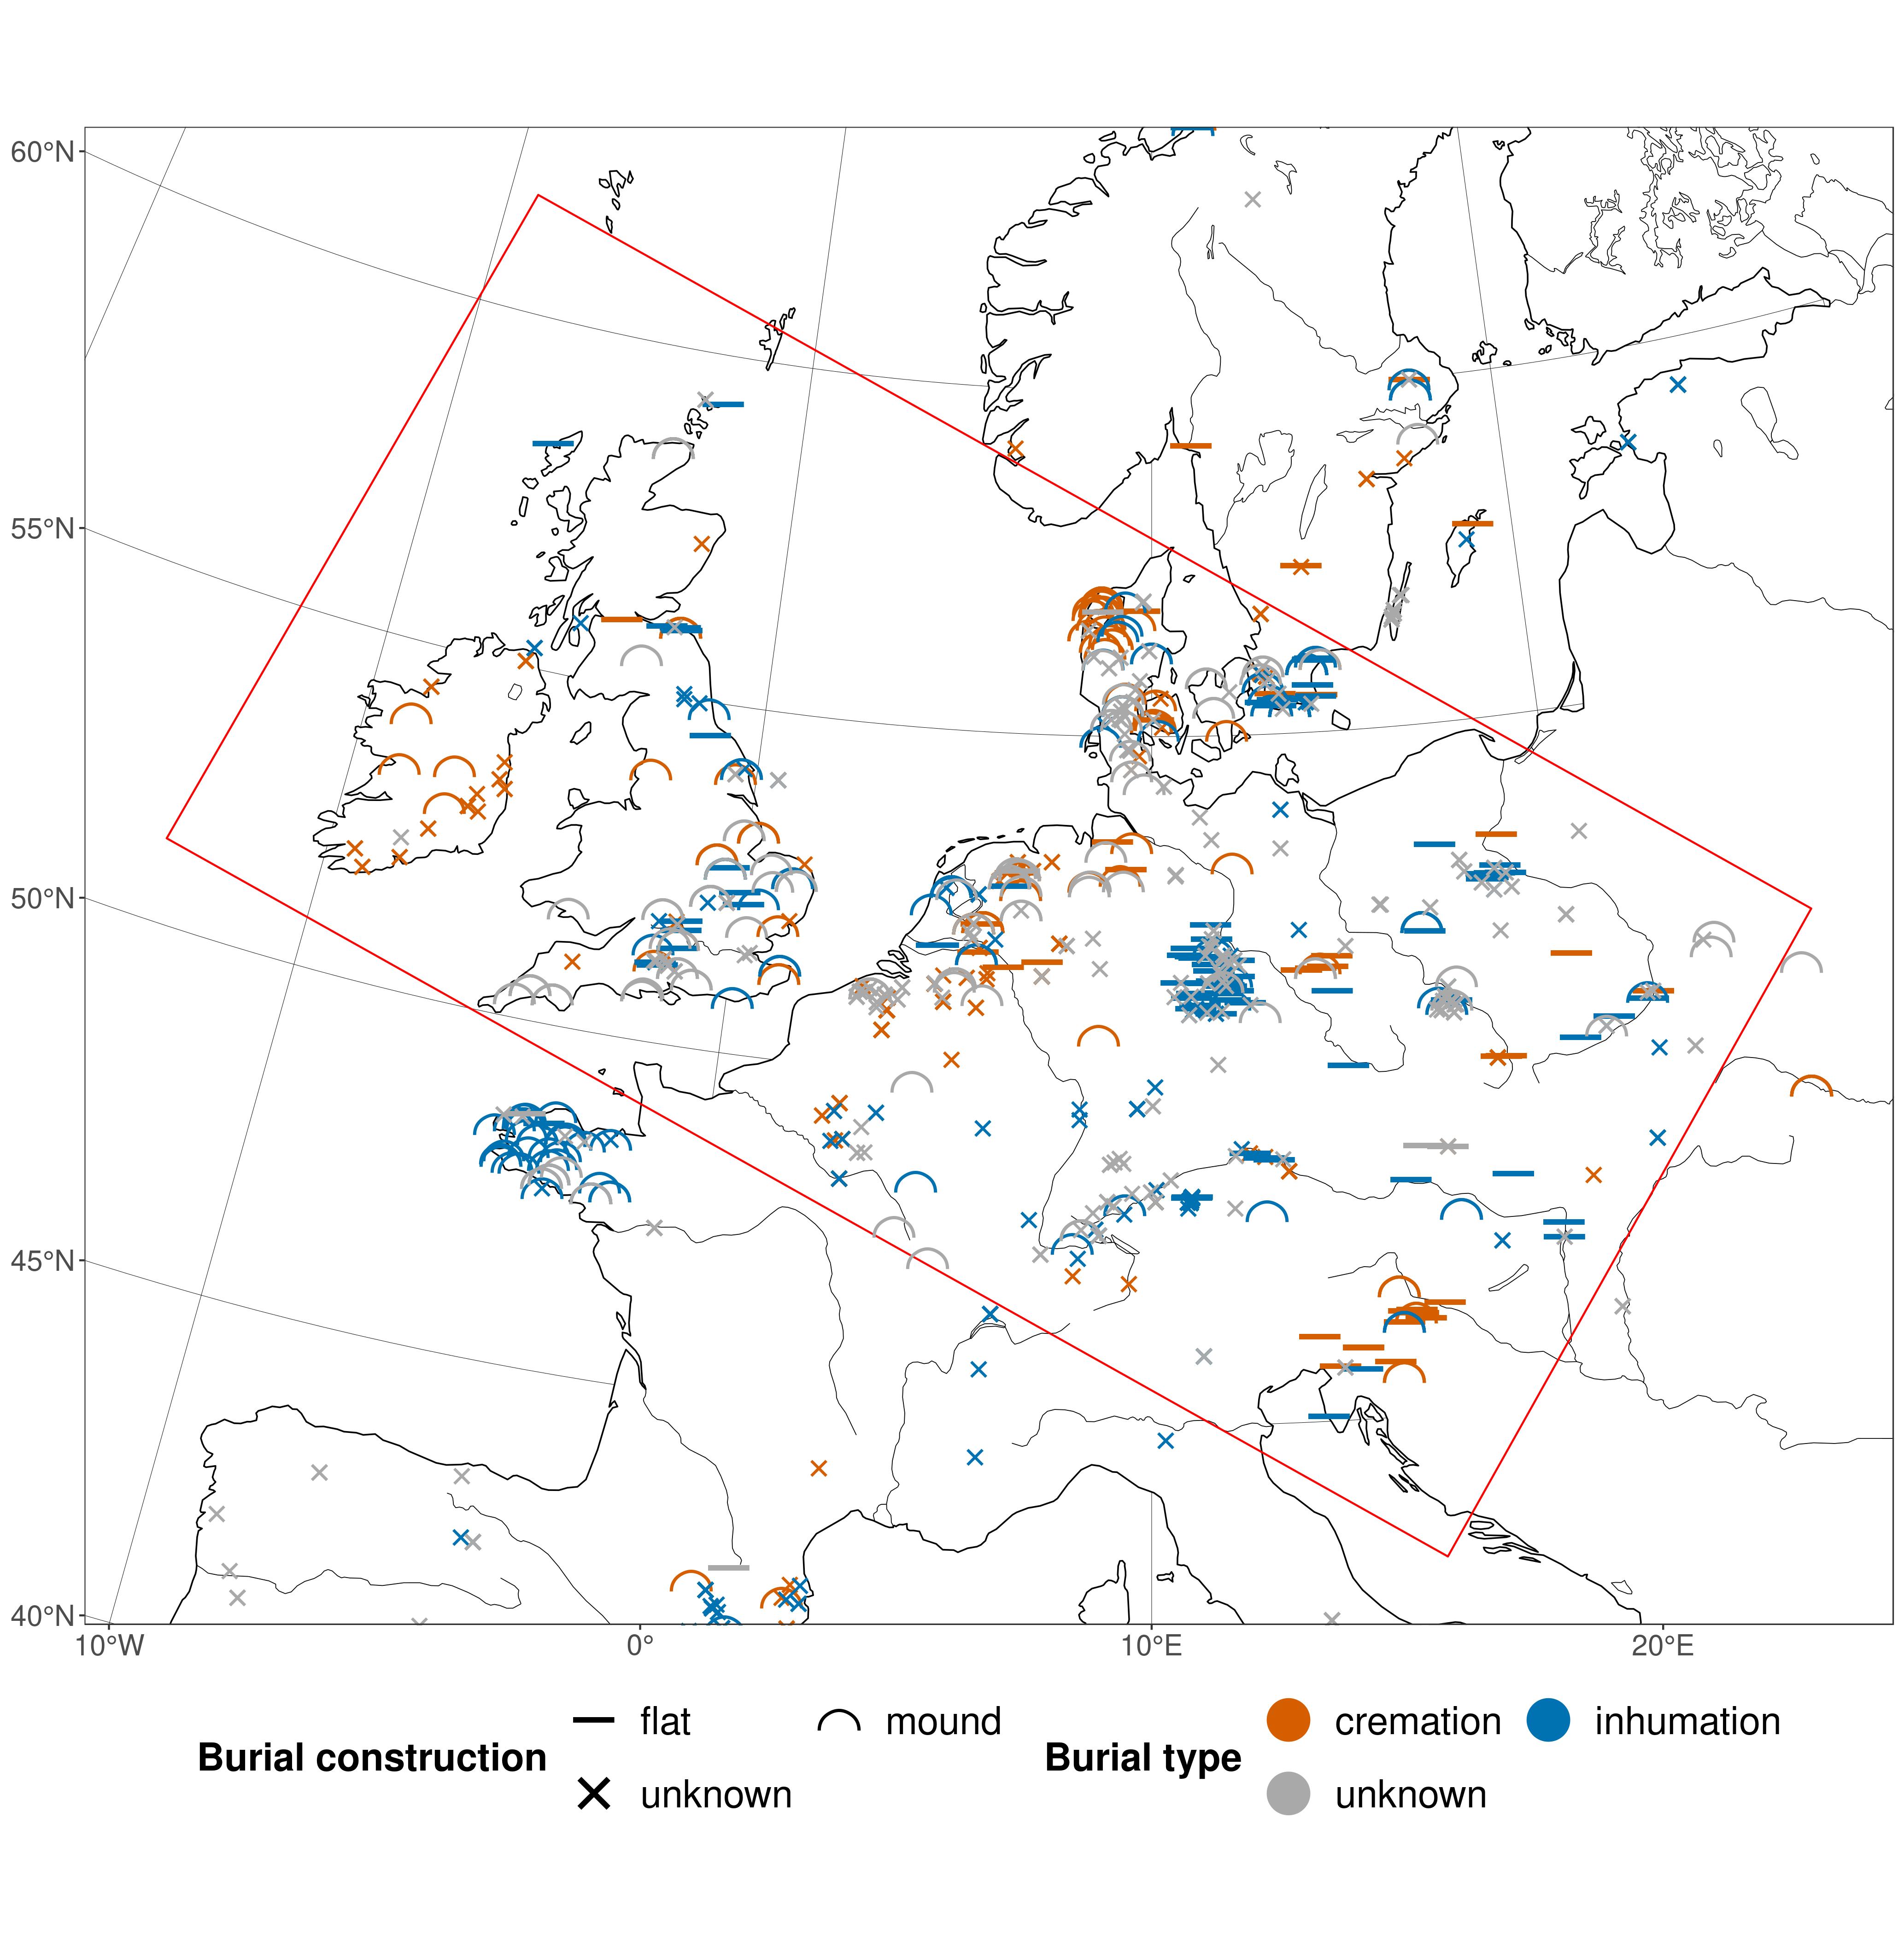 60°N
55°N
50°N
45°N
40°N
10°W 0° 10°E 20°E
Burial construction
flat
mound
unknown
Burial type
cremation
inhumation
unknown